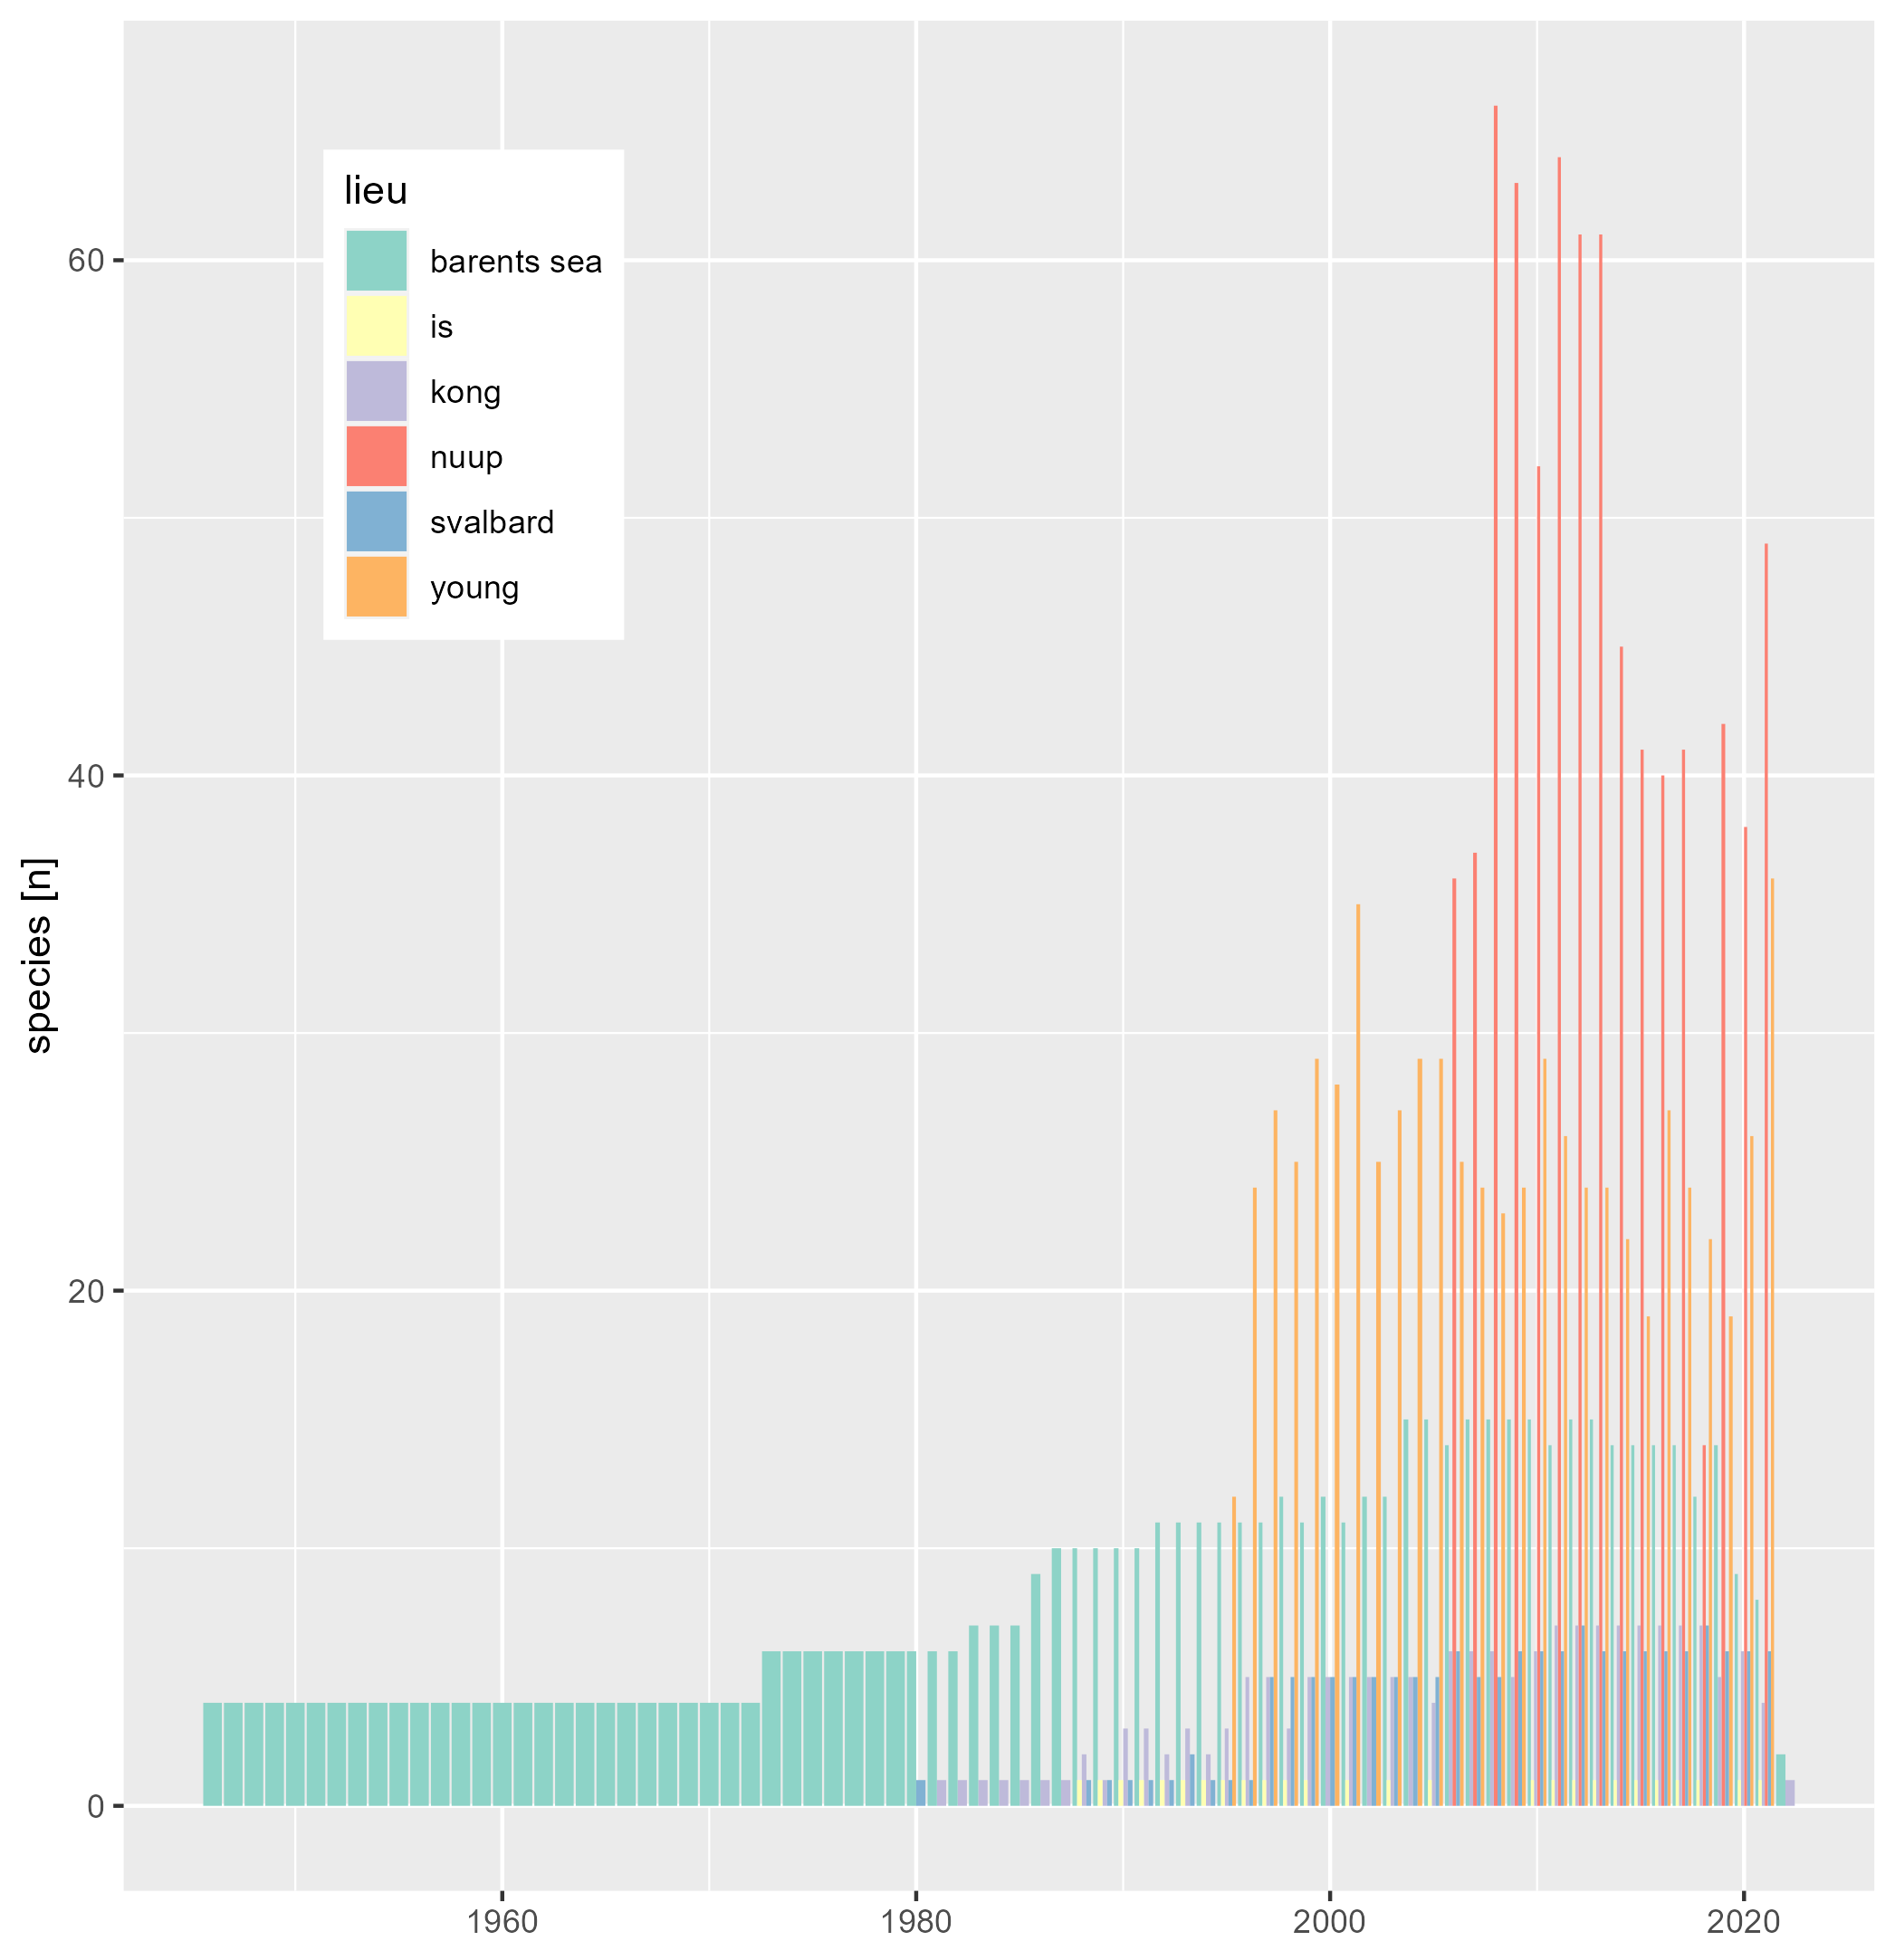 lieu
barents sea
is
kong
nuup
svalbard
young
60
40
20
0
species [n]
1960
1980
2000
2020